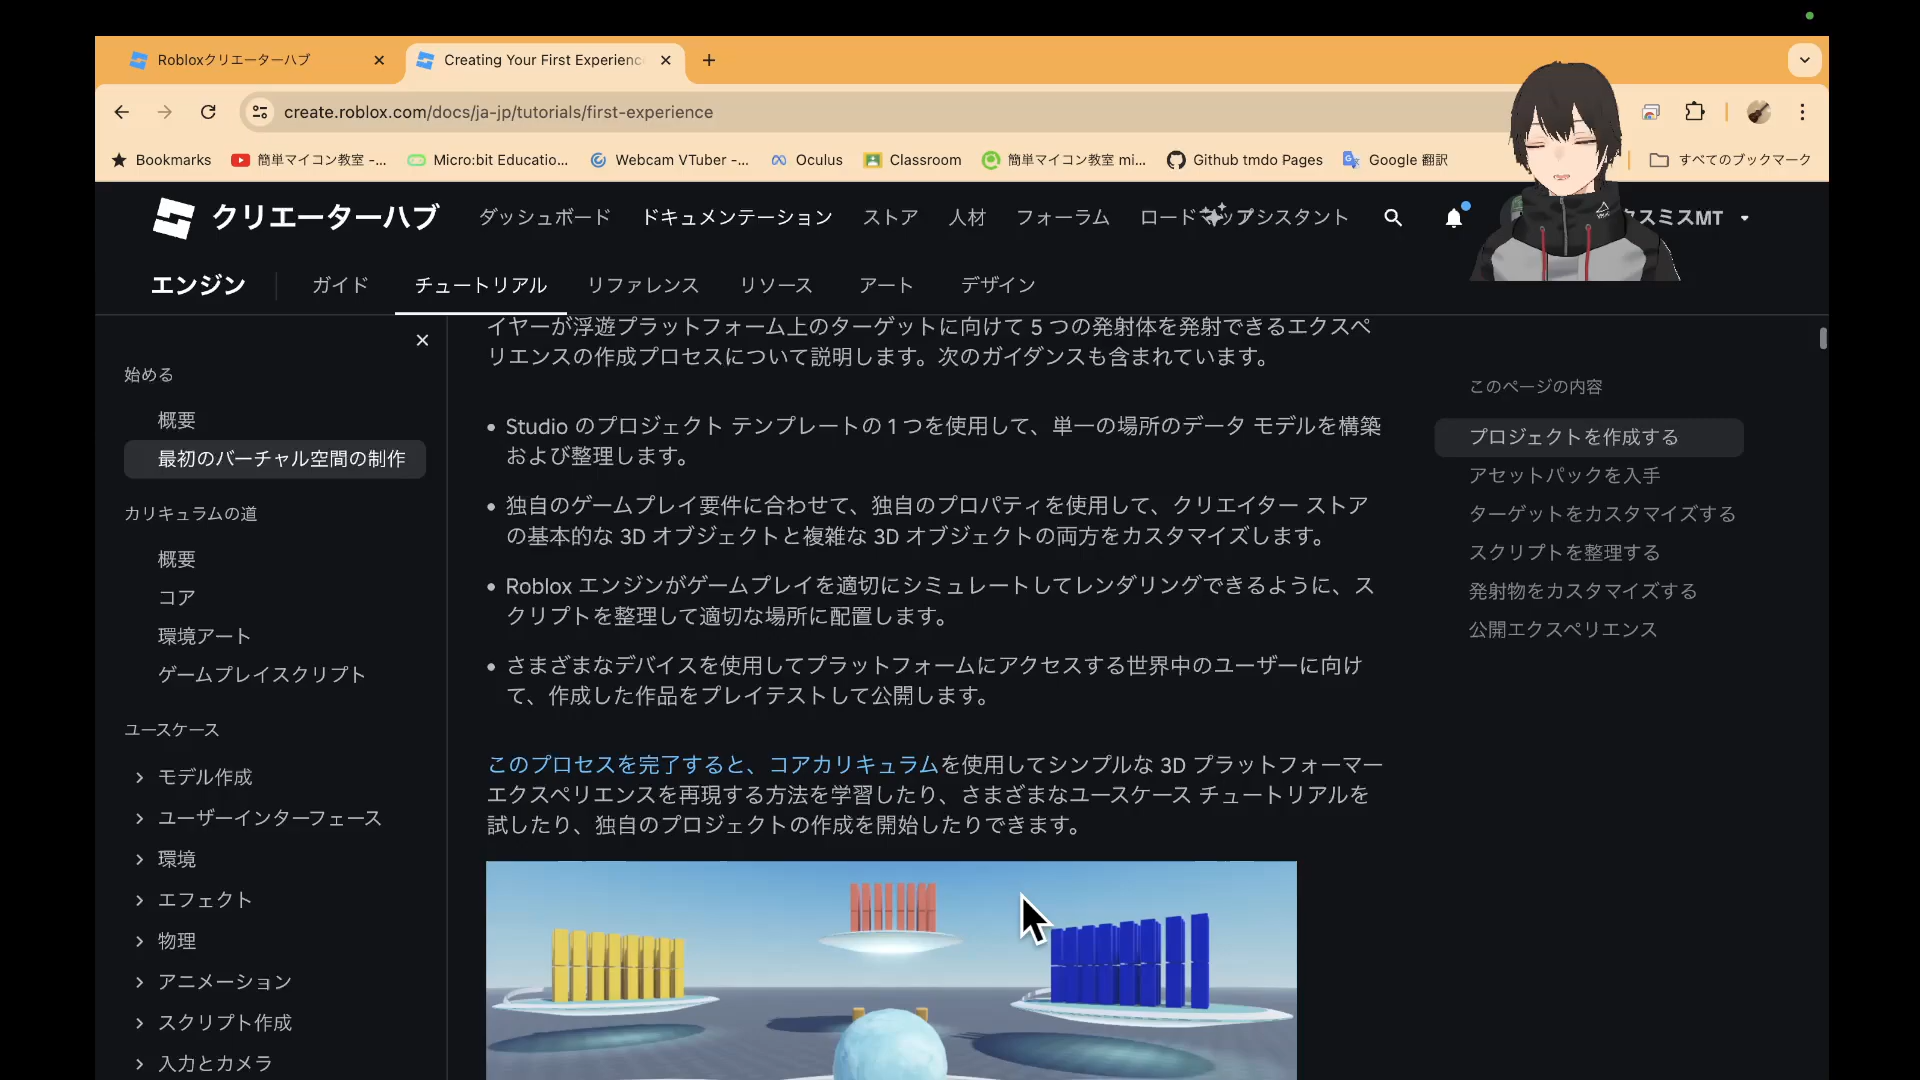 Robloxクリエーターハブ
Creating Your First Experienc
create.roblox.com/docs/ja-jp/tutorials/first-experience
Bookmarks 簡単マイコン教室 -... Micro:bit Educatio... Webcam VTuber -... Oculus Classroom 簡単マイコン教室 mi... Github tmdo Pages Google 翻訳 すべてのブックマーク
クリエーターハブ ダッシュボード ドキュメンテーション ストア 人材 フォーラム ロード ップシスタント スミスMT
エンジン ガイド チュートリアル リファレンス リソース アート デザイン
始める
概要
最初のバーチャル空間の制作
カリキュラムの道
概要
コア
環境アート
ゲームプレイスクリプト
ユースケース
モデル作成
ユーザーインターフェース
環境
エフェクト
物理
アニメーション
スクリプト作成
入力とカメラ
イヤーが浮遊プラットフォーム上のターゲットに向けて 5 つの発射体を発射できるエクスペ
リエンスの作成プロセスについて説明します。次のガイダンスも含まれています。
Studio のプロジェクト テンプレートの 1 つを使用して、単一の場所のデータ モデルを構築
および整理します。
独自のゲームプレイ要件に合わせて、独自のプロパティを使用して、クリエイター ストア
の基本的な 3D オブジェクトと複雑な 3D オブジェクトの両方をカスタマイズします。
Roblox エンジンがゲームプレイを適切にシミュレートしてレンダリングできるように、ス
クリプトを整理して適切な場所に配置します。
さまざまなデバイスを使用してプラットフォームにアクセスする世界中のユーザーに向け
て、作成した作品をプレイテストして公開します。
このプロセスを完了すると、コアカリキュラムを使用してシンプルな 3D プラットフォーマー
エクスペリエンスを再現する方法を学習したり、さまざまなユースケース チュートリアルを
試したり、独自のプロジェクトの作成を開始したりできます。
このページの内容
プロジェクトを作成する
アセットパックを入手
ターゲットをカスタマイズする
スクリプトを整理する
発射物をカスタマイズする
公開エクスペリエンス